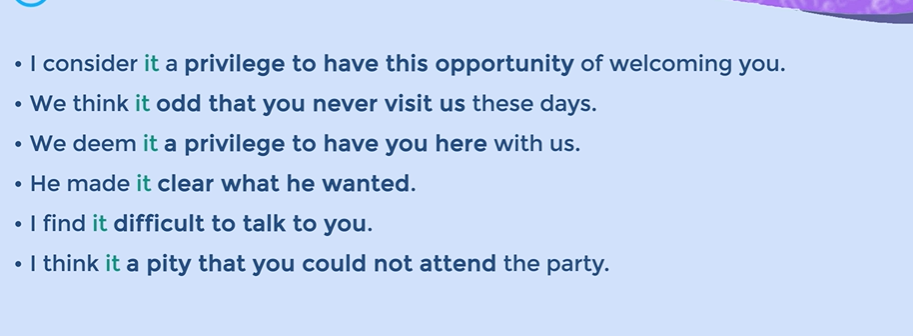 • I consider it a privilege to have this opportunity of welcoming you.
• We think it odd that you never visit us these days.
• We deem it a privilege to have you here with us.
• He made it clear what he wanted.
• I find it difficult to talk to you.
• I think it a pity that you could not attend the party.